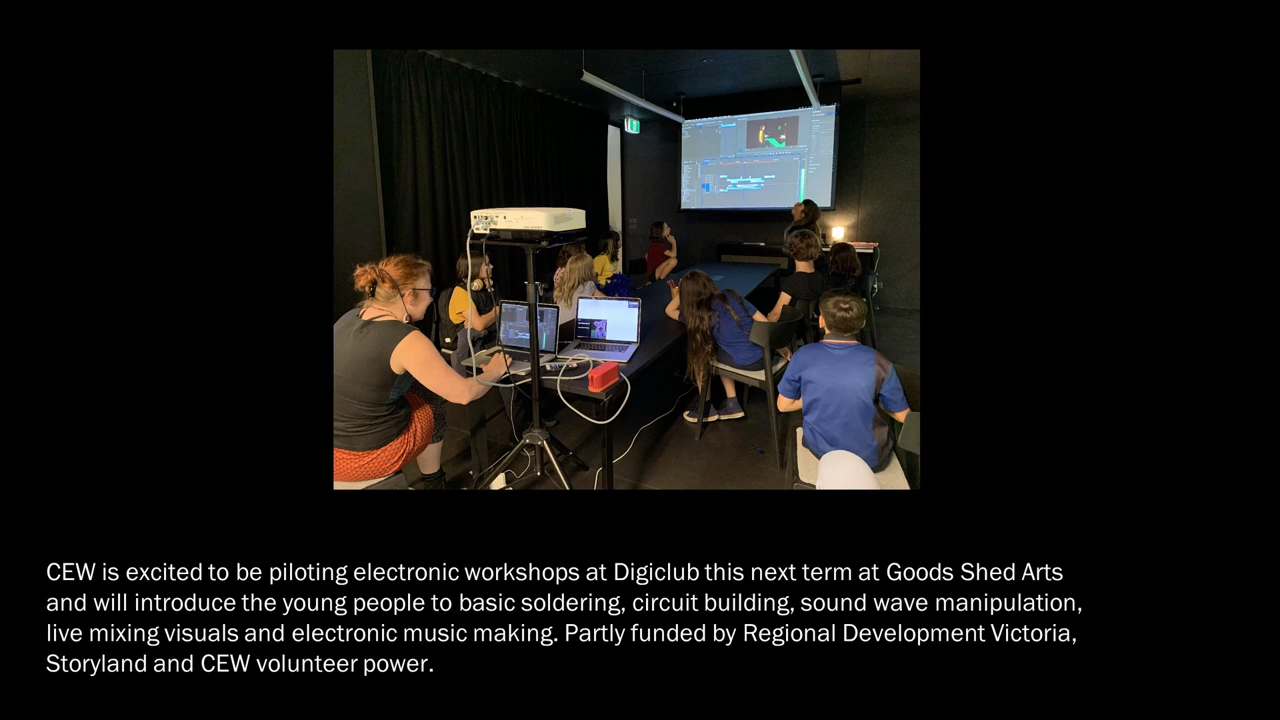 CEW is excited to be piloting electronic workshops at Digiclub this next term at Goods Shed Arts
and will introduce the young people to basic soldering, circuit building, sound wave manipulation,
live mixing visuals and electronic music making. Partly funded by Regional Development Victoria,
Storyland and CEW volunteer power.